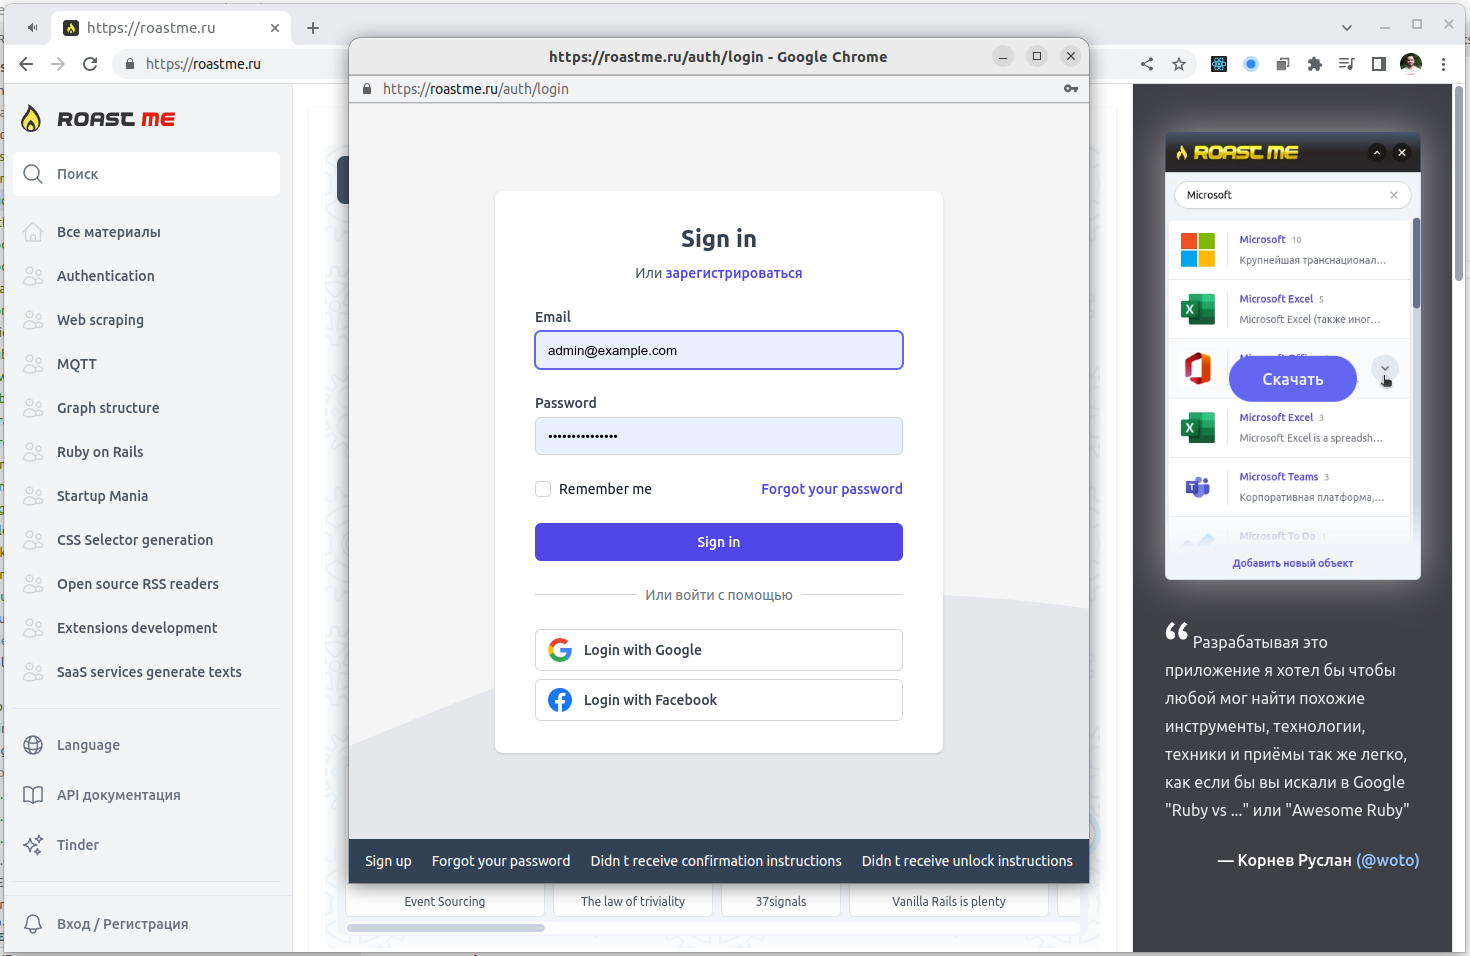 https://roastme.ru
https://roastme.ru
ROAST ME
Поиск
Все материалы
Authentication
Web scraping
MQTT
Graph structure
Ruby on Rails
Startup Mania
CSS Selector generation
Open source RSS readers
Extensions development
SaaS services generate texts
Language
API документация
Tinder
Вход / Регистрация
https://roastme.ru/auth/login - Google Chrome
https://roastme.ru/auth/login
Sign in
Или зарегистрироваться
Email
admin@example.com
Password
•••••••••••••••
Remember me
Forgot your password
Sign in
Или войти с помощью
Login with Google
Login with Facebook
Sign up
Forgot your password
Didn t receive confirmation instructions
Didn t receive unlock instructions
Event Sourcing
The law of triviality
37signals
Vanilla Rails is plenty
ROAST ME
Microsoft
Microsoft 10
Крупнейшая транснационал...
Microsoft Excel 5
Microsoft Excel (также иног...
Скачать
Microsoft Excel 3
Microsoft Excel is a spreadsh...
Microsoft Teams 3
Корпоративная платформа,...
Microsoft To Do 1
Добавить новый объект
“ Разрабатывая это
приложение я хотел бы чтобы
любой мог найти похожие
инструменты, технологии,
техники и приёмы так же легко,
как если бы вы искали в Google
"Ruby vs ..." или "Awesome Ruby"
— Корнев Руслан (@woto)